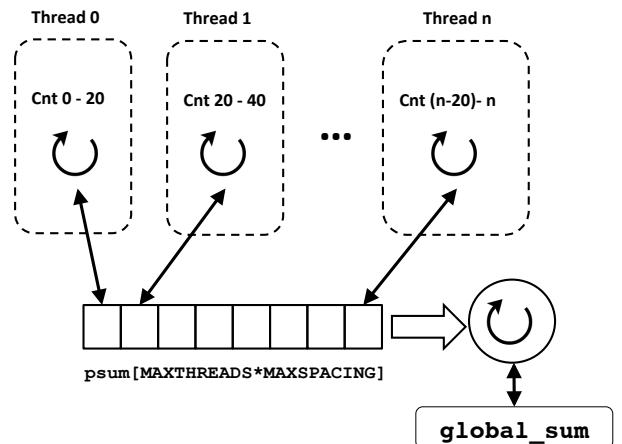 Thread 0
Thread 1
Thread n
Cnt 0 - 20
Cnt 20 - 40
Cnt (n-20)- n
...
psum[MAXTHREADS*MAXSPACING]
global_sum